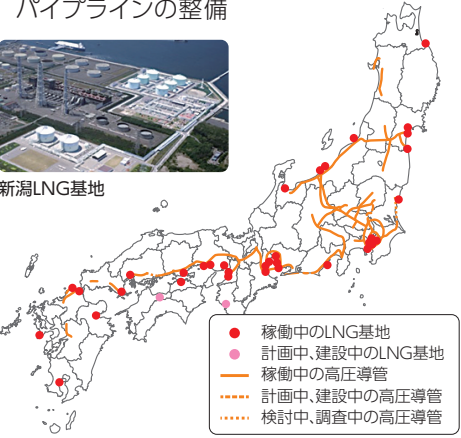 パイプラインの整備
新潟LNG基地
稼働中のLNG基地
計画中、建設中のLNG基地
稼働中の高圧導管
計画中、建設中の高圧導管
検討中、調査中の高圧導管